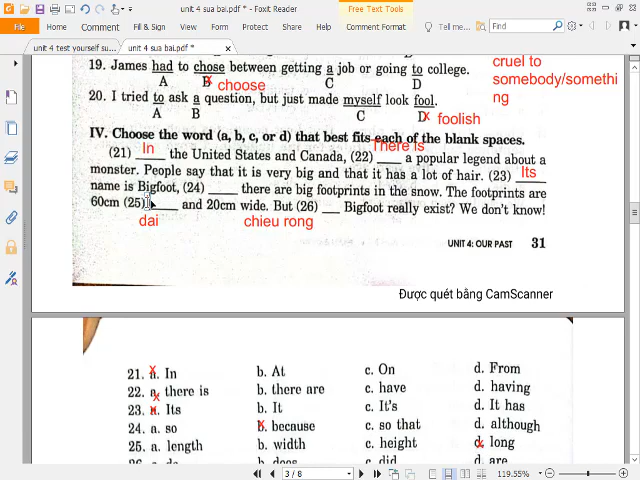 unit 4 sua bai.pdf * - Foxit Reader
Free Text Tools
File Home Comment Fill & Sign View Form Protect Share Help Text Format Comment Format Tell me... Find
unit 4 test yourself su... unit 4 sua bai.pdf *
19. James had to chose between getting a job or going to college.
A B C D
choose
cruel to somebody/something
20. I tried to ask a question, but just made myself look fool.
A B C D
foolish
IV. Choose the word (a, b, c, or d) that best fits each of the blank spaces.
(21) ____ In the United States and Canada, (22) ____ There is a popular legend about a
monster. People say that it is very big and that it has a lot of hair. (23) ____ Its
name is Bigfoot, (24) ____ there are big footprints in the snow. The footprints are
60cm (25) ____ and 20cm wide. But (26) __ Bigfoot really exist? We don't know!
dai chieu rong
UNIT 4: OUR PAST 31
Được quét bằng CamScanner
21. a. In b. At c. On d. From
22. a. there is b. there are c. have d. having
23. a. Its b. It c. It's d. It has
24. a. so b. because c. so that d. although
25. a. length b. width c. height d. long
3 / 8 119.55%